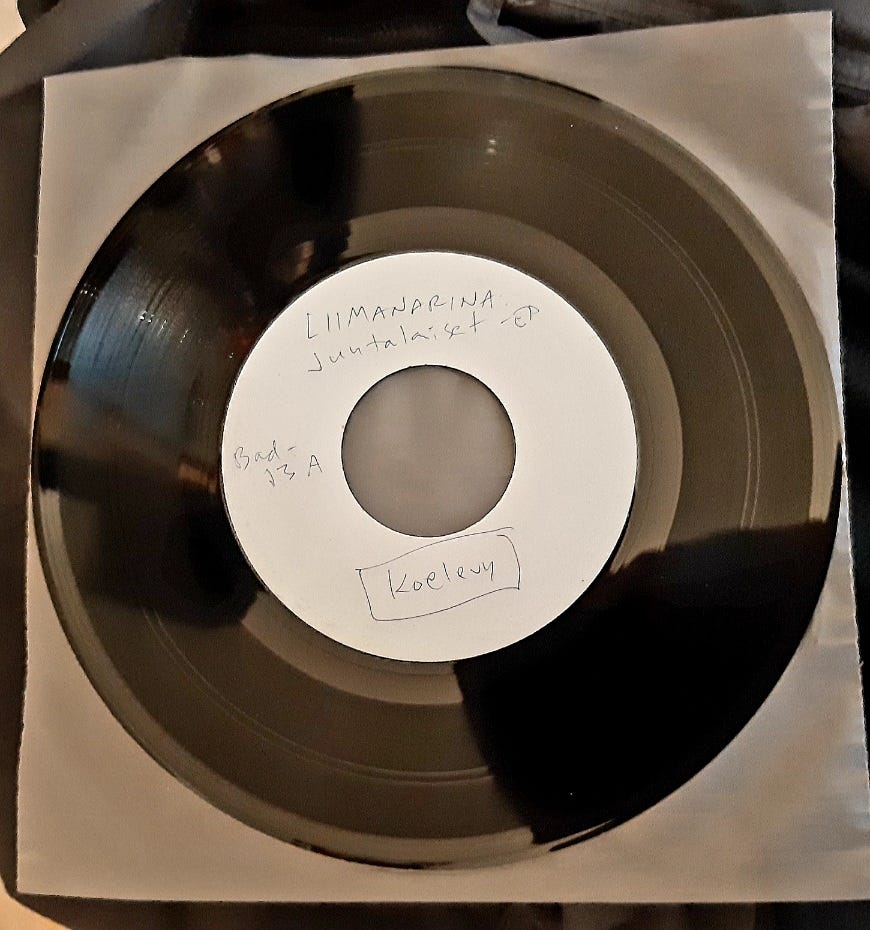 LIIMANARINA
Juntalaiset -EP
Bad-
13 A
Koelevy